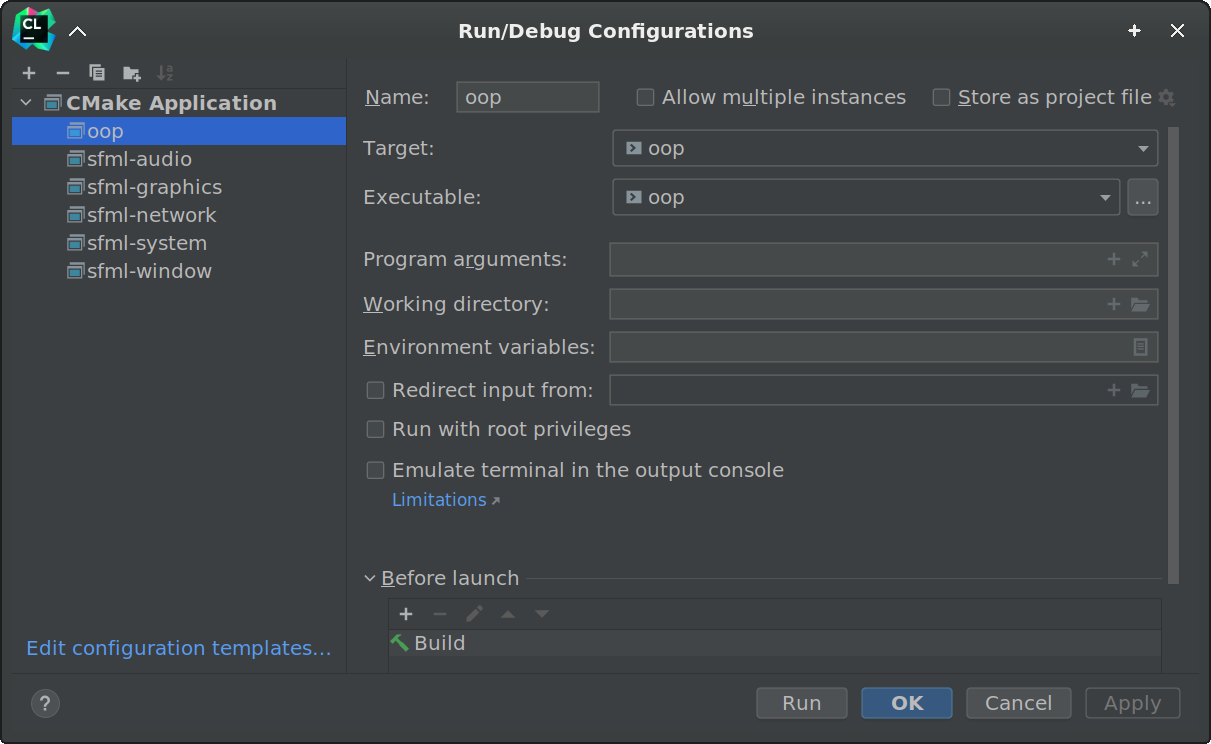 CL
Run/Debug Configurations
CMake Application
oop
sfml-audio
sfml-graphics
sfml-network
sfml-system
sfml-window
Edit configuration templates...
Name: oop Allow multiple instances Store as project file
Target: oop
Executable: oop ...
Program arguments:
Working directory:
Environment variables:
Redirect input from:
Run with root privileges
Emulate terminal in the output console
Limitations
Before launch
Build
? Run OK Cancel Apply